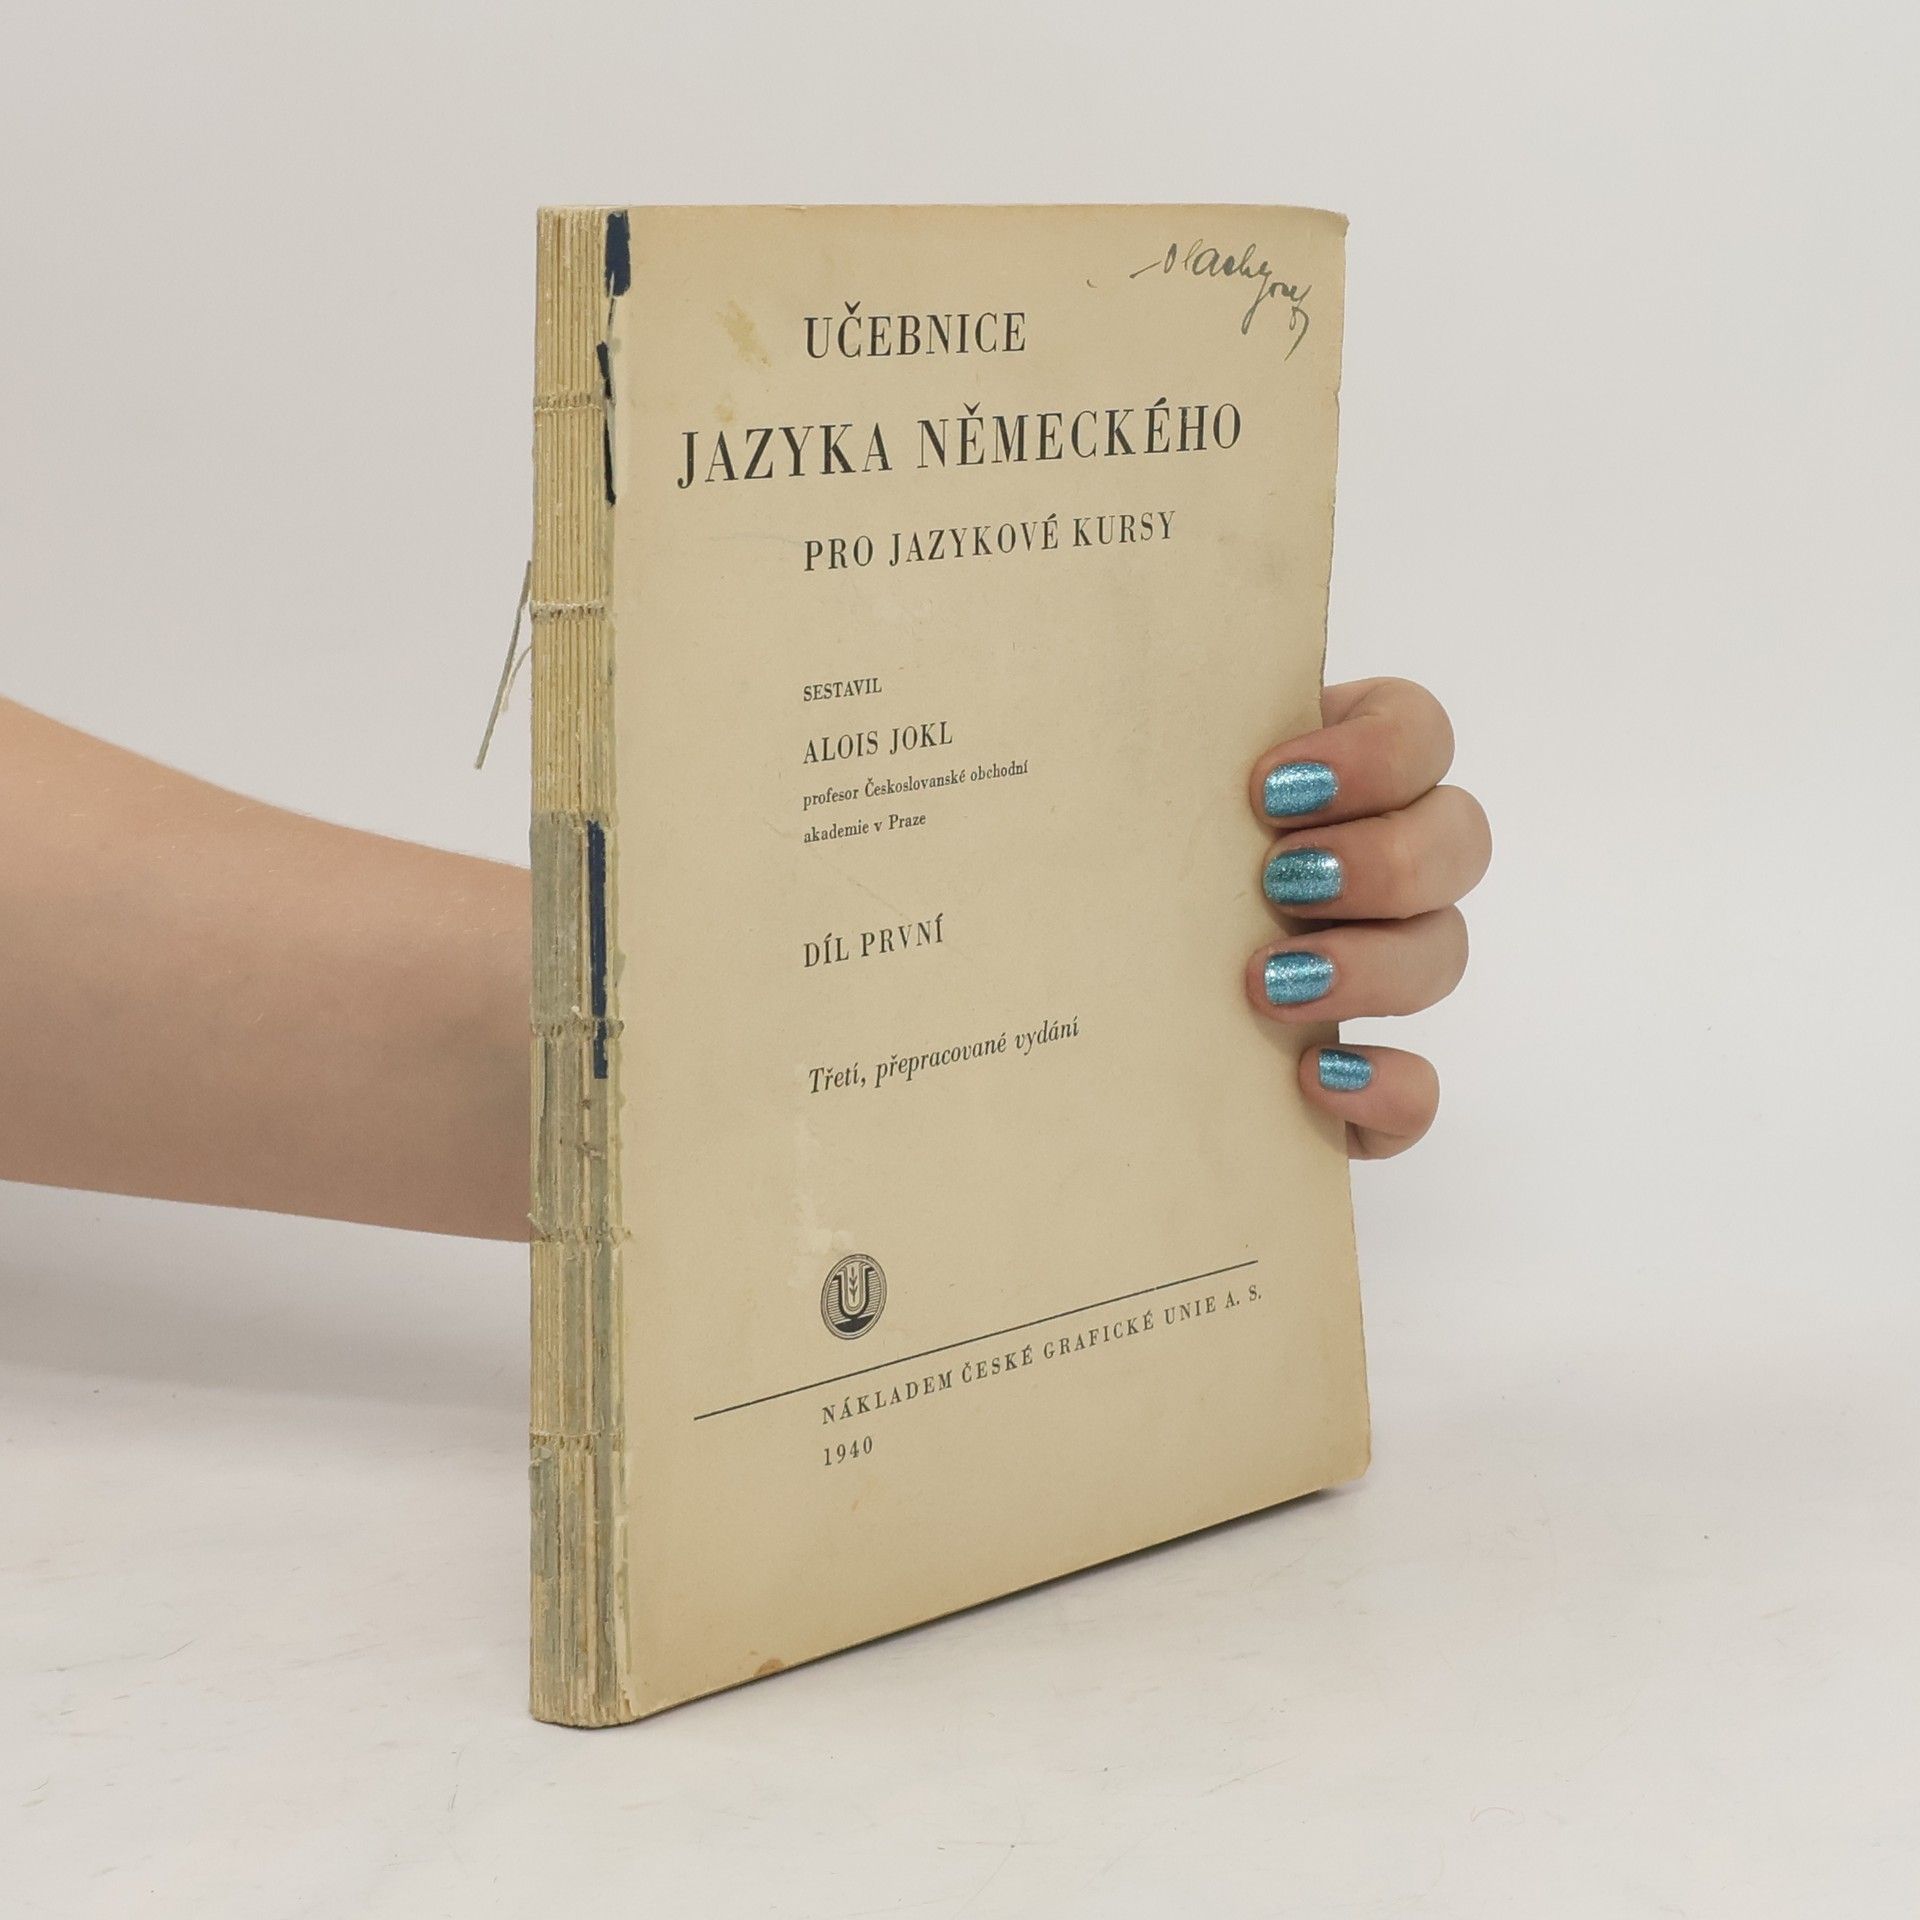 UČEBNICE
JAZYKA NĚMECKÉHO
PRO JAZYKOVÉ KURSY
SESTAVIL
ALOIS JOKL
profesor Československé obchodní
akademie v Praze
DÍL PRVNÍ
Třetí, přepracované vydání
U
NÁKLADEM ČESKÉ GRAFICKÉ UNIE A. S.
1940